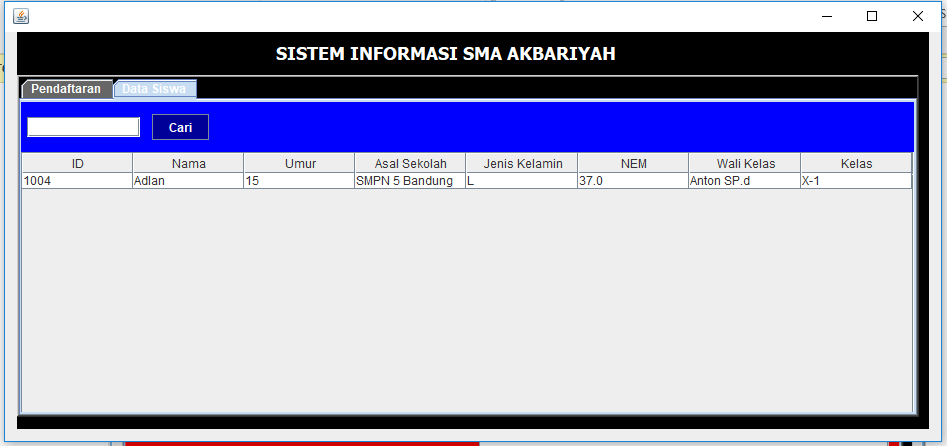 SISTEM INFORMASI SMA AKBARIYAH
Pendaftaran Data Siswa
Cari
ID Nama Umur Asal Sekolah Jenis Kelamin NEM Wali Kelas Kelas
1004 Adlan 15 SMPN 5 Bandung L 37.0 Anton SP.d X-1